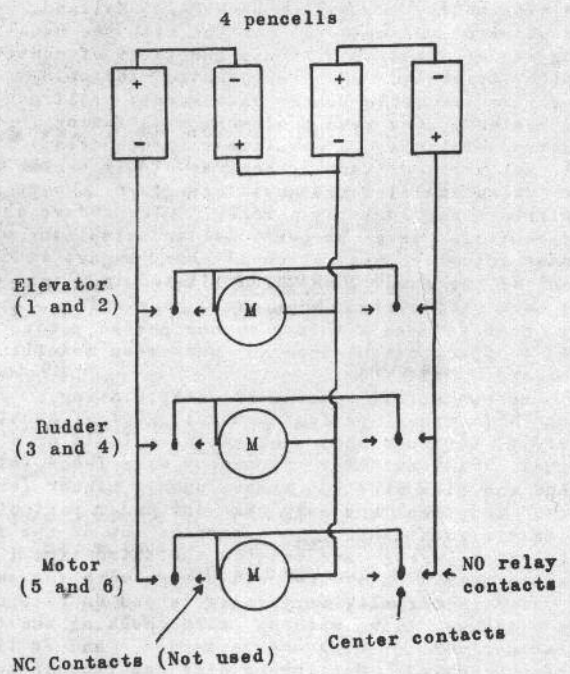 4 pencells
+ - + -
- + - +
Elevator
(1 and 2)
M
Rudder
(3 and 4)
M
Motor
(5 and 6)
M
NO relay
contacts
Center contacts
NC Contacts (Not used)